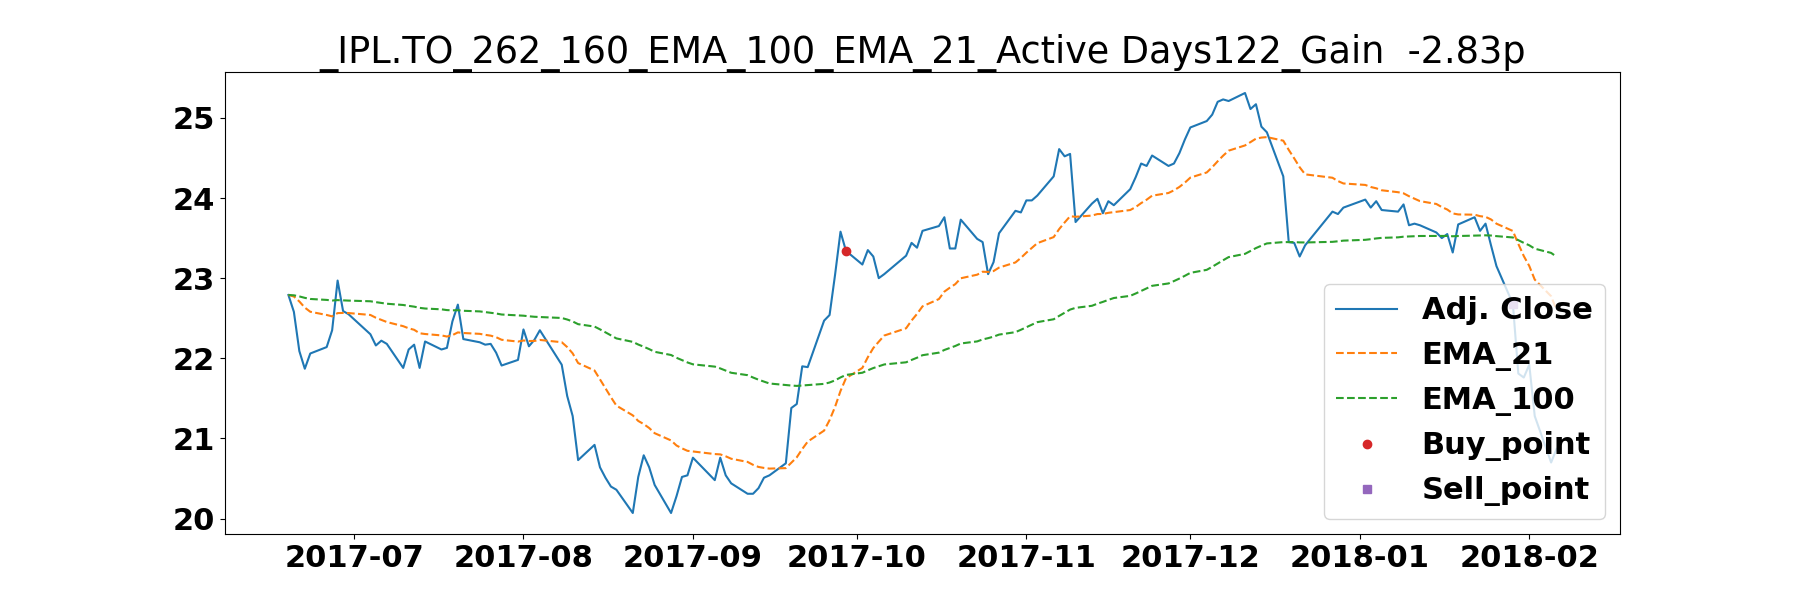 _IPL.TO_262_160_EMA_100_EMA_21_Active Days122_Gain  -2.83p
25
24
23
22
21
20
Adj. Close
EMA_21
EMA_100
Buy_point
Sell_point
2017-07 2017-08 2017-09 2017-10 2017-11 2017-12 2018-01 2018-02